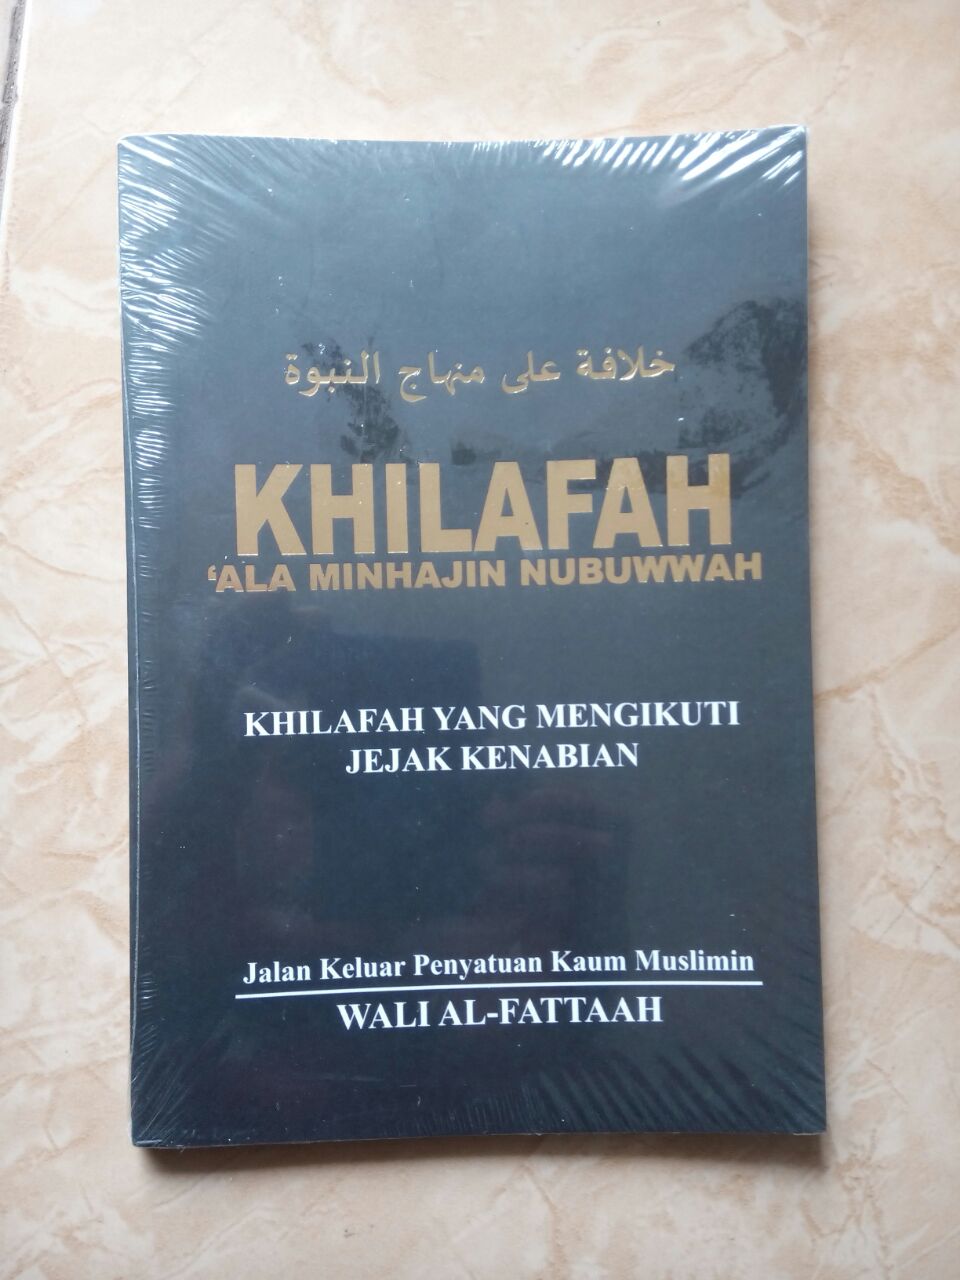 خلافة على منهاج النبوة
KHILAFAH
‘ALA MINHAJIN NUBUWWAH
KHILAFAH YANG MENGIKUTI
JEJAK KENABIAN
Jalan Keluar Penyatuan Kaum Muslimin
WALI AL-FATTAAH